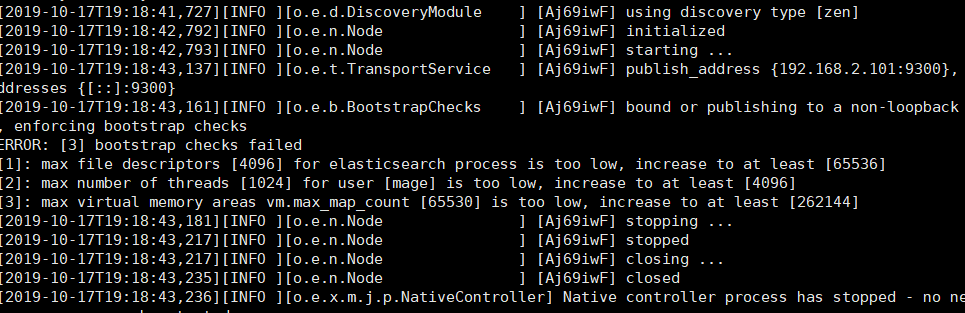 [2019-10-17T19:18:41,727][INFO ][o.e.d.DiscoveryModule    ] [Aj69iwF] using discovery type [zen]
[2019-10-17T19:18:42,792][INFO ][o.e.n.Node               ] [Aj69iwF] initialized
[2019-10-17T19:18:42,793][INFO ][o.e.n.Node               ] [Aj69iwF] starting ...
[2019-10-17T19:18:43,137][INFO ][o.e.t.TransportService   ] [Aj69iwF] publish_address {192.168.2.101:9300},
ddresses {[::]:9300}
[2019-10-17T19:18:43,161][INFO ][o.e.b.BootstrapChecks    ] [Aj69iwF] bound or publishing to a non-loopback
, enforcing bootstrap checks
ERROR: [3] bootstrap checks failed
[1]: max file descriptors [4096] for elasticsearch process is too low, increase to at least [65536]
[2]: max number of threads [1024] for user [mage] is too low, increase to at least [4096]
[3]: max virtual memory areas vm.max_map_count [65530] is too low, increase to at least [262144]
[2019-10-17T19:18:43,181][INFO ][o.e.n.Node               ] [Aj69iwF] stopping ...
[2019-10-17T19:18:43,217][INFO ][o.e.n.Node               ] [Aj69iwF] stopped
[2019-10-17T19:18:43,217][INFO ][o.e.n.Node               ] [Aj69iwF] closing ...
[2019-10-17T19:18:43,235][INFO ][o.e.n.Node               ] [Aj69iwF] closed
[2019-10-17T19:18:43,236][INFO ][o.e.x.m.j.p.NativeController] Native controller process has stopped - no ne